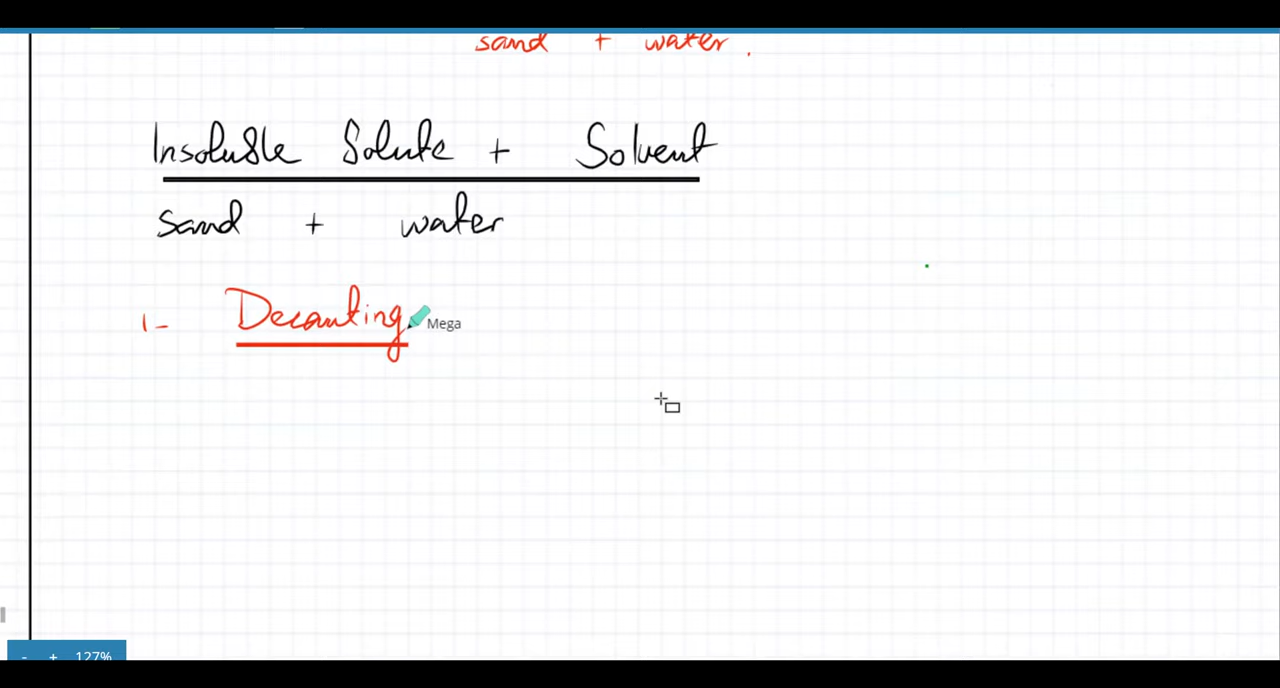 sand + water.
Insoluble Solute + Solvent
sand + water
1- Decanting
Mega
- + 127%